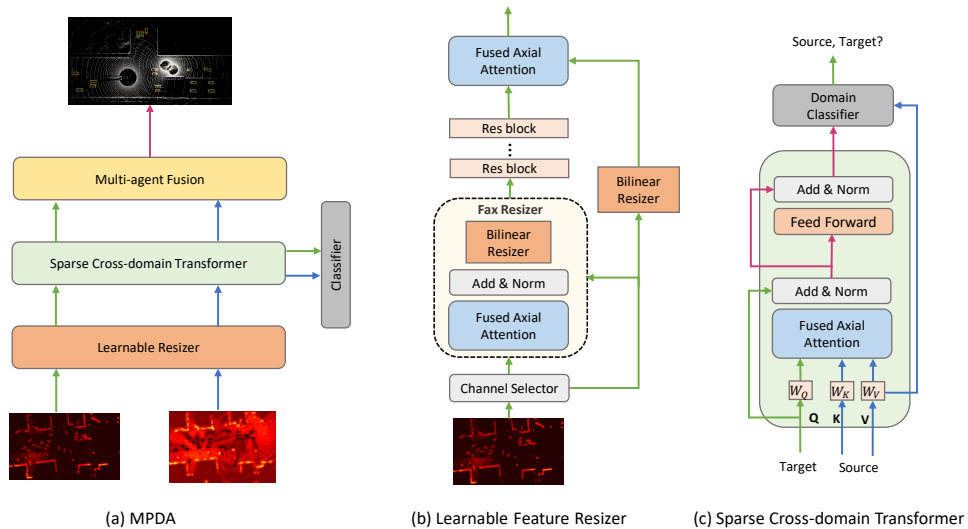 Multi-agent Fusion
Sparse Cross-domain Transformer
Classifier
Learnable Resizer
(a) MPDA
Fused Axial
Attention
Res block
Res block
Bilinear
Resizer
Fax Resizer
Bilinear
Resizer
Add & Norm
Fused Axial
Attention
Channel Selector
(b) Learnable Feature Resizer
Source, Target?
Domain
Classifier
Add & Norm
Feed Forward
Add & Norm
Fused Axial
Attention
W_Q W_K W_V
Q K V
Target Source
(c) Sparse Cross-domain Transformer